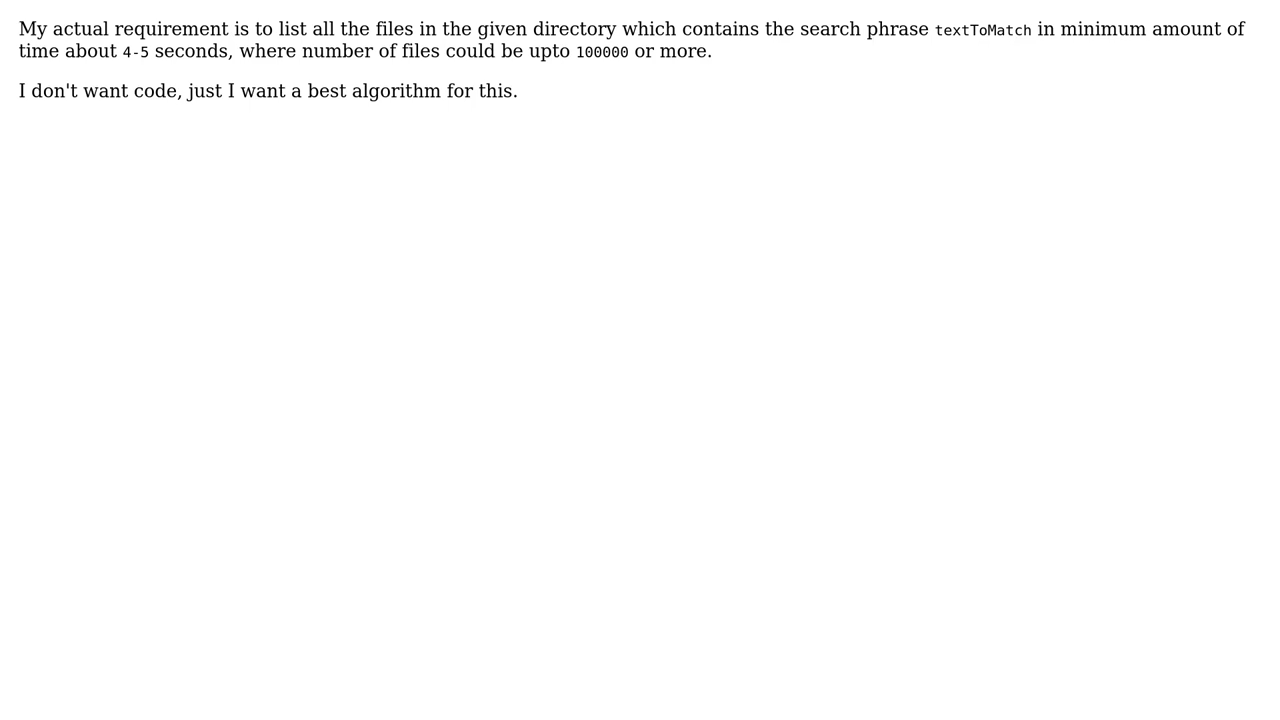 My actual requirement is to list all the files in the given directory which contains the search phrase textToMatch in minimum amount of
time about 4-5 seconds, where number of files could be upto 100000 or more.
I don't want code, just I want a best algorithm for this.